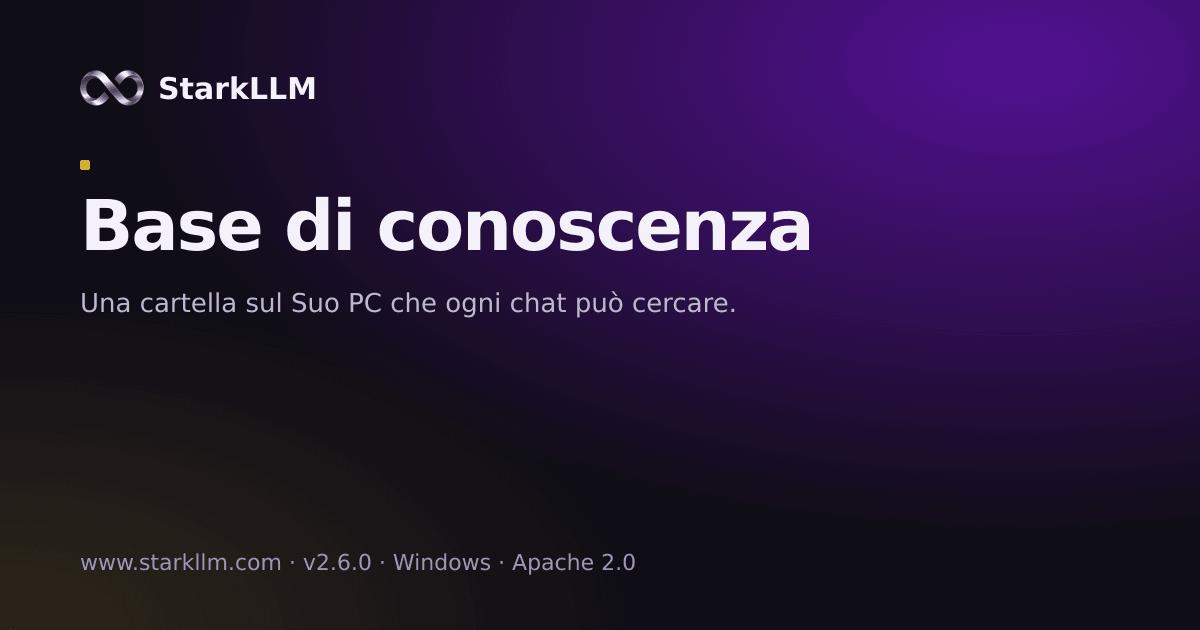 StarkLLM
Base di conoscenza
Una cartella sul Suo PC che ogni chat può cercare.
www.starkllm.com · v2.6.0 · Windows · Apache 2.0